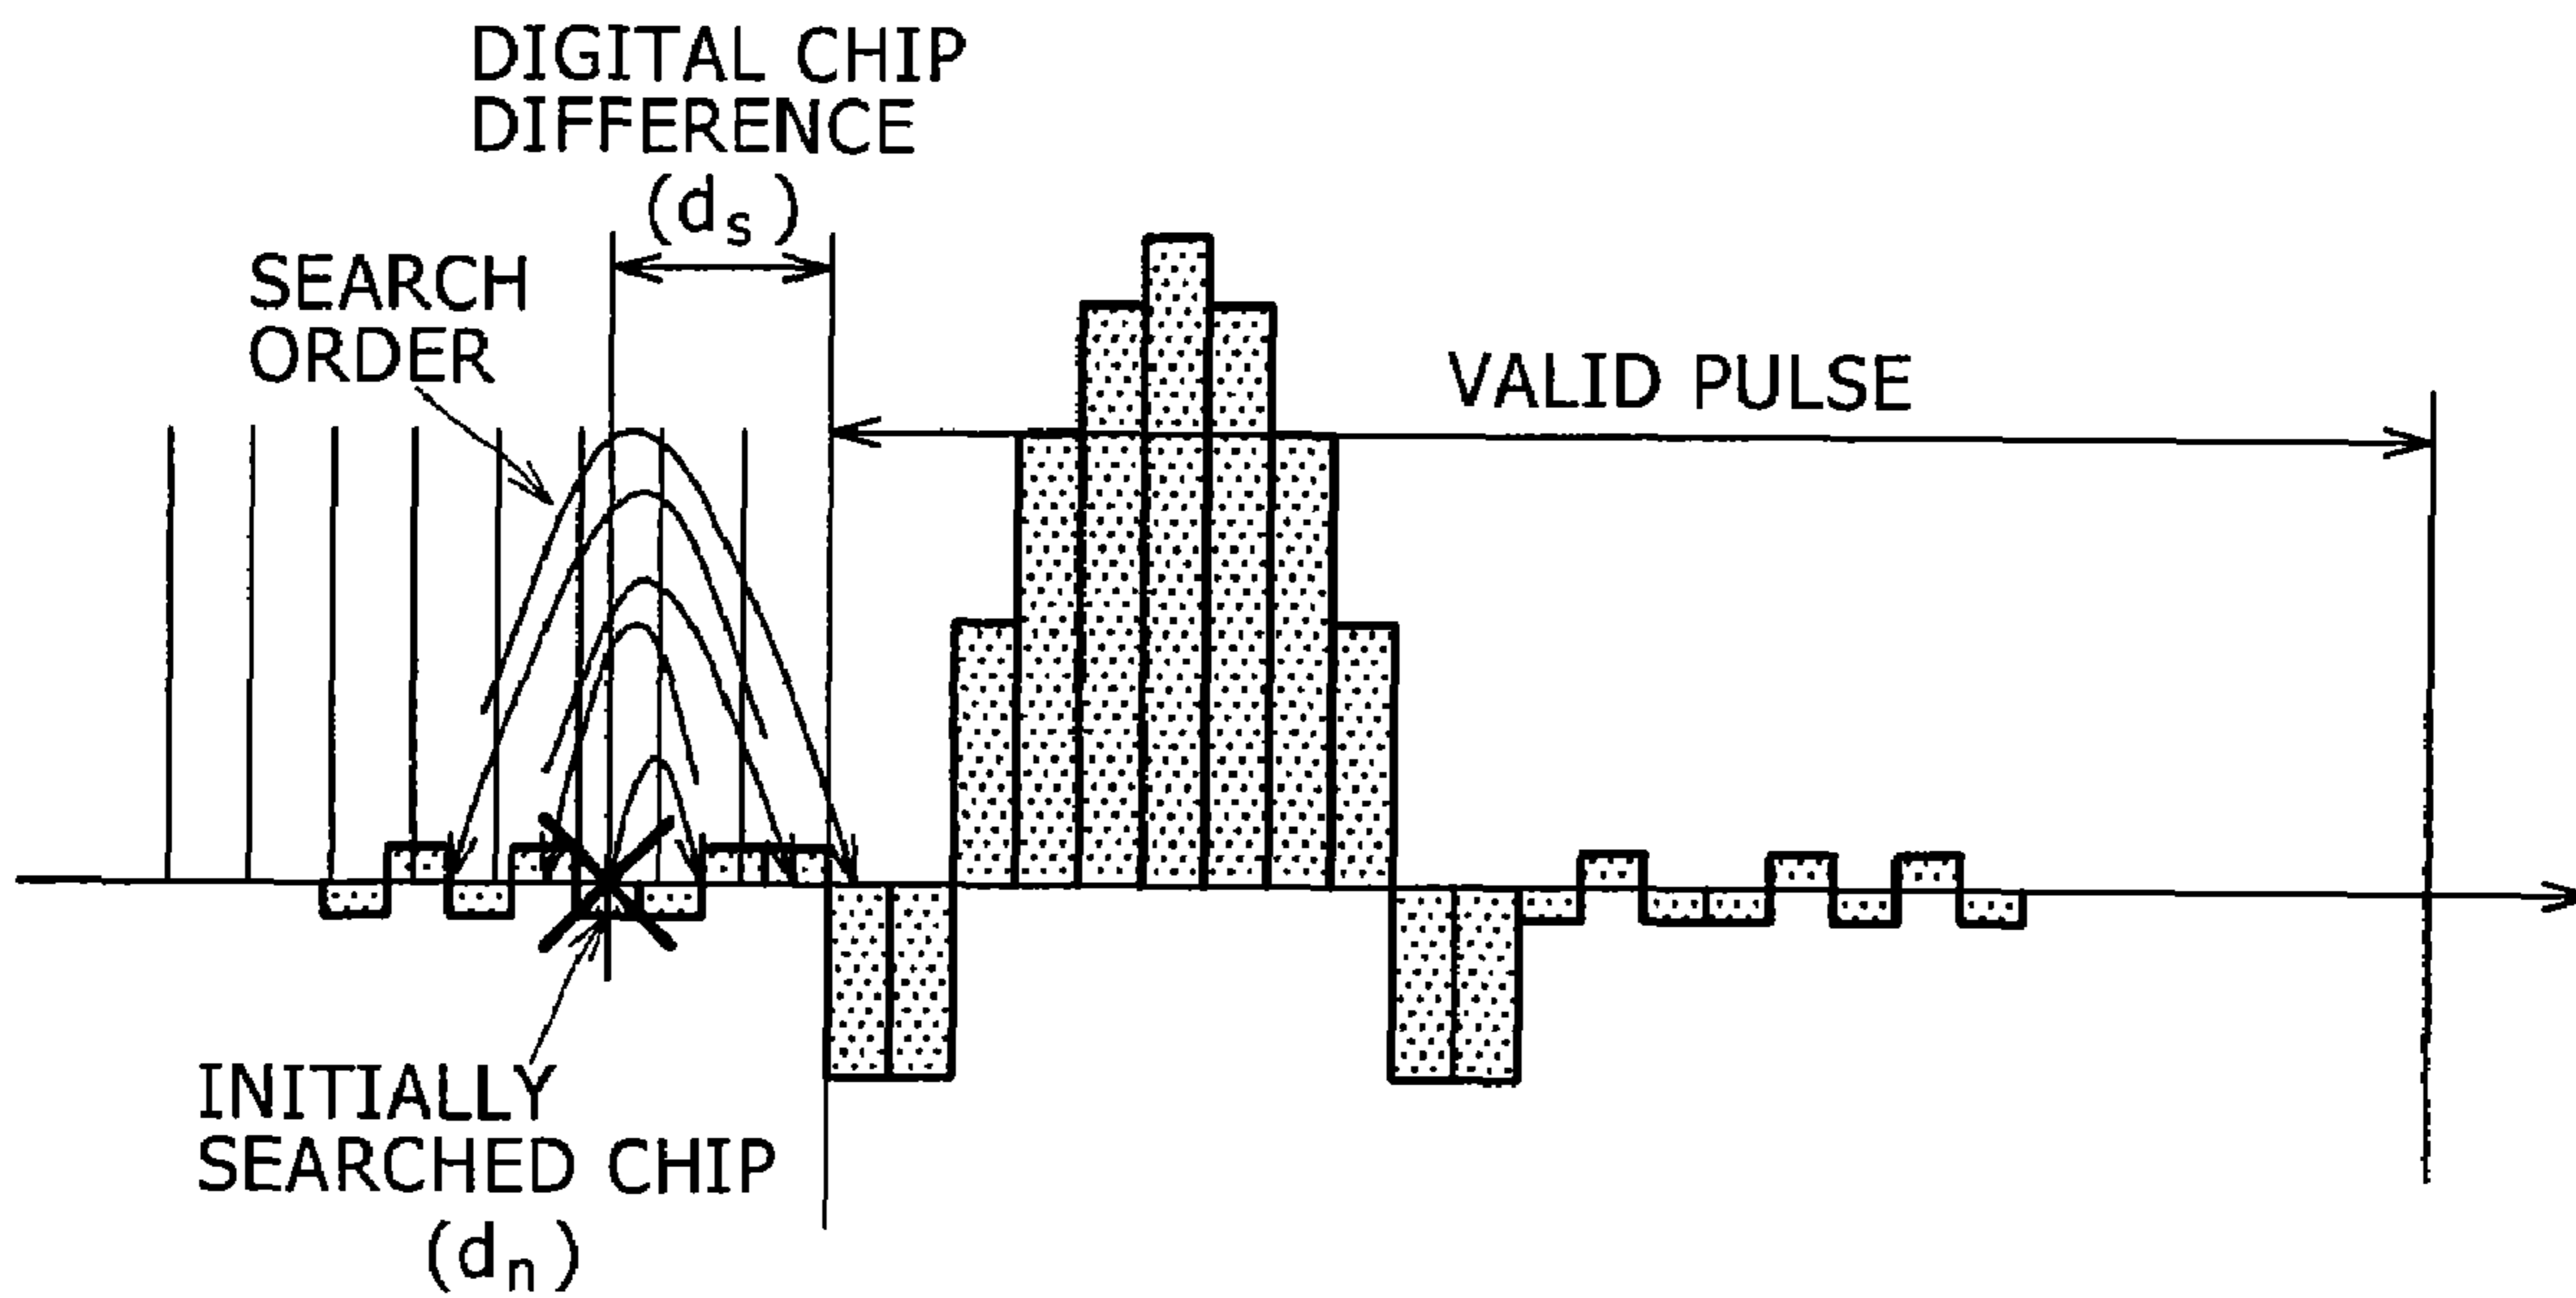 DIGITAL CHIP
DIFFERENCE
(ds)
SEARCH
ORDER
VALID PULSE
INITIALLY
SEARCHED CHIP
(dn)